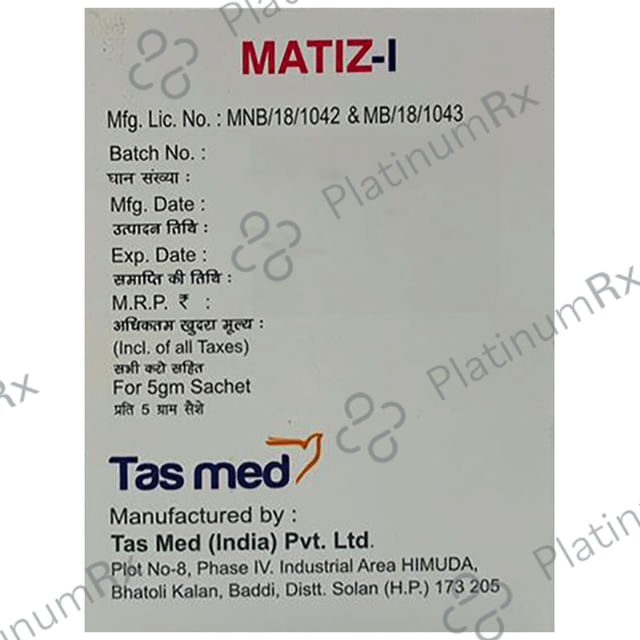 MATIZ-I
Mfg. Lic. No. : MNB/18/1042 & MB/18/1043
Batch No. :
घान संख्या :
Mfg. Date :
उत्पादन तिथि :
Exp. Date :
समाप्ति की तिथि :
M.R.P. ₹ :
अधिकतम खुदरा मूल्य :
(Incl. of all Taxes)
सभी करो सहित
For 5gm Sachet
प्रति 5 ग्राम सैशे
Tas med
Manufactured by :
Tas Med (India) Pvt. Ltd.
Plot No-8, Phase IV. Industrial Area HIMUDA,
Bhatoli Kalan, Baddi, Distt. Solan (H.P.) 173 205
PlatinumRx
PlatinumRx
PlatinumRx